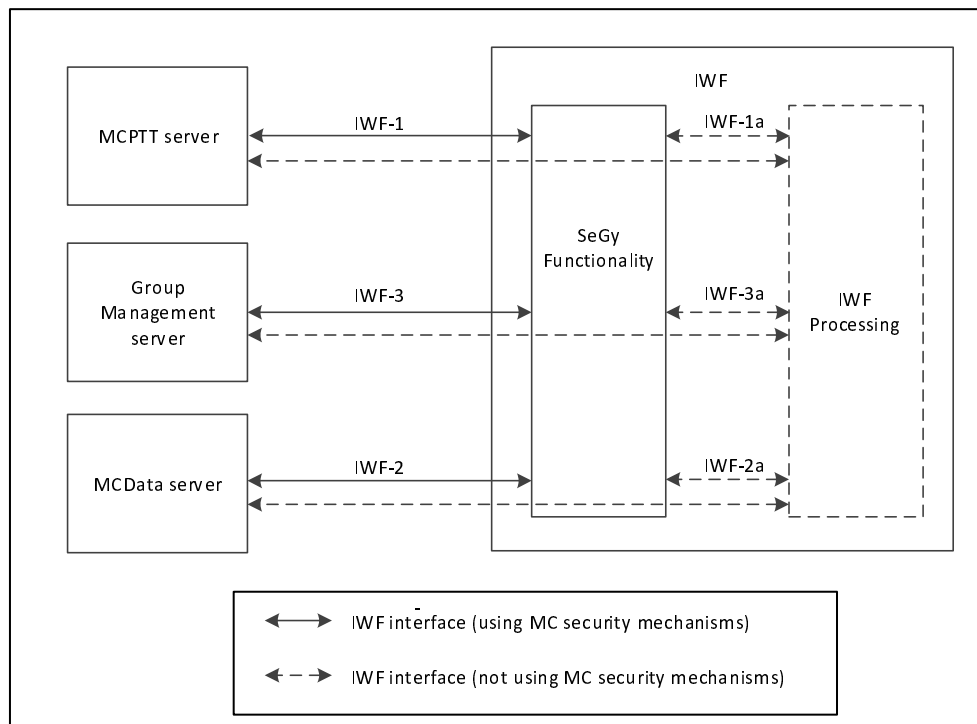 IWF
MCPTT server
IWF-1
IWF-1a
SeGy
Functionality
Group
Management
server
IWF-3
IWF-3a
IWF
Processing
MCData server
IWF-2
IWF-2a
IWF interface (using MC security mechanisms)
IWF interface (not using MC security mechanisms)